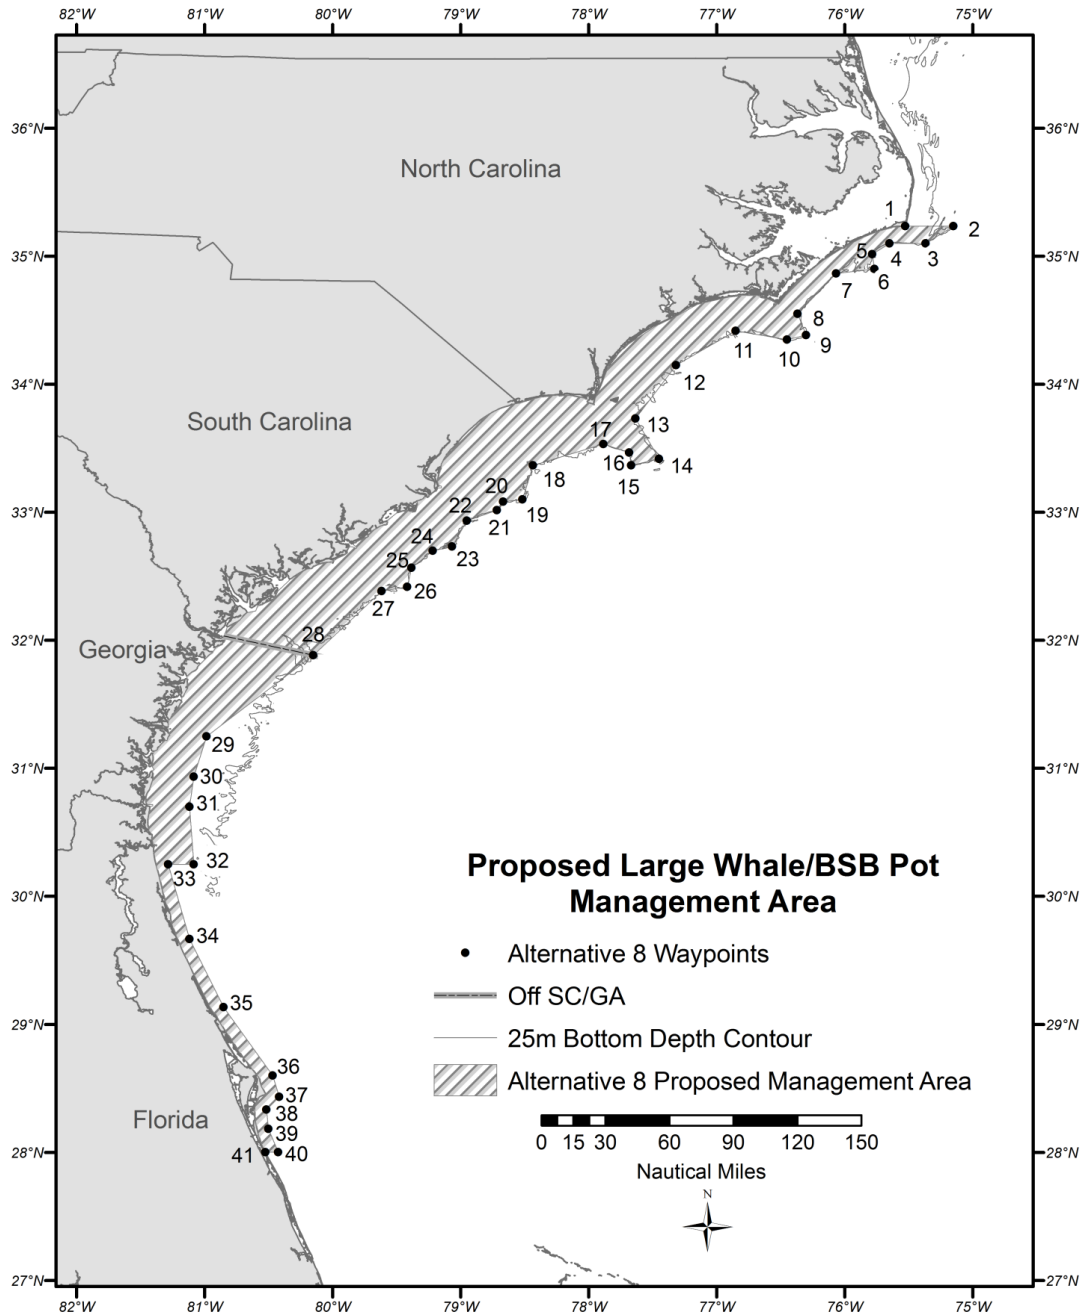 82°W 81°W 80°W 79°W 78°W 77°W 76°W 75°W
36°N 36°N
North Carolina
1
2
35°N 5 4 3 35°N
6
7
8
9
11 10
12
34°N 34°N
South Carolina
13
17
16 14
15
18
20
33°N 22 19 33°N
21
24
23
25
26
27
28
32°N 32°N
Georgia
29
31°N 30 31°N
31
32
33
30°N 30°N
34
35
29°N 29°N
36
37
38
39
28°N 41 40 28°N
Florida
27°N 27°N
Proposed Large Whale/BSB Pot
Management Area
Alternative 8 Waypoints
Off SC/GA
25m Bottom Depth Contour
Alternative 8 Proposed Management Area
0 15 30 60 90 120 150
Nautical Miles
N
82°W 81°W 80°W 79°W 78°W 77°W 76°W 75°W